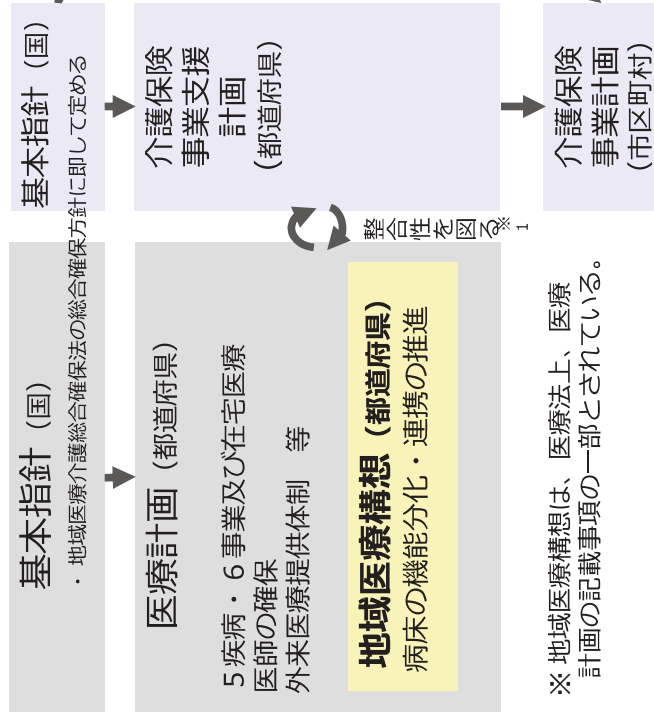 基本指針（国）
・地域医療介護総合確保法の総合確保方針に即して定める
医療計画（都道府県）
５疾病・６事業及び在宅医療
医師の確保
外来医療提供体制　等
地域医療構想（都道府県）
病床の機能分化・連携の推進
※ 地域医療構想は、医療法上、医療
計画の記載事項の一部とされている。
基本指針（国）
介護保険
事業支援
計画
（都道府県）
整合性を図る※1
介護保険
事業計画
（市区町村）